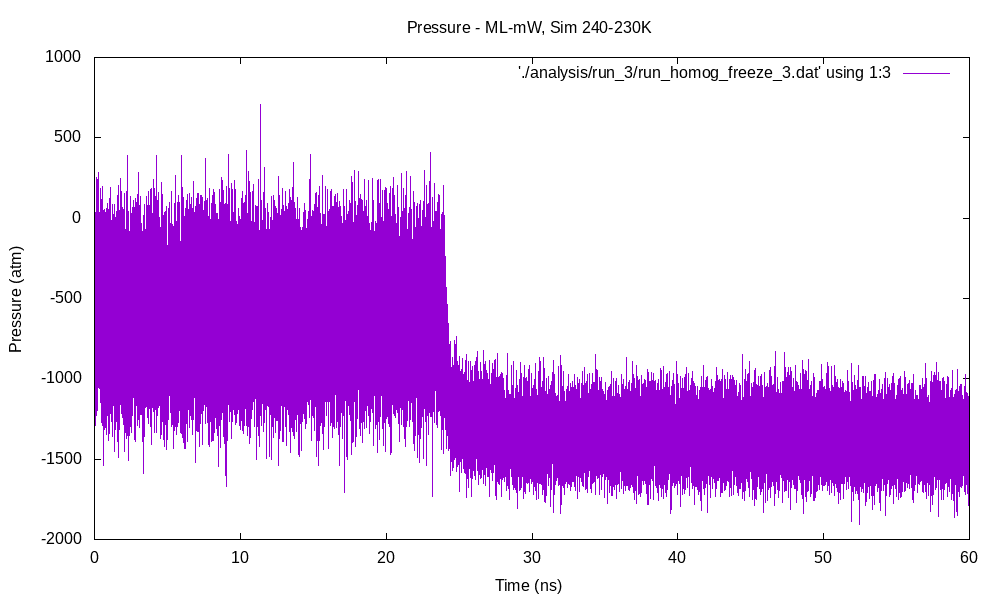 Pressure - ML-mW, Sim 240-230K
'./analysis/run_3/run_homog_freeze_3.dat' using 1:3
1000
500
0
-500
-1000
-1500
-2000
Pressure (atm)
0 10 20 30 40 50 60
Time (ns)